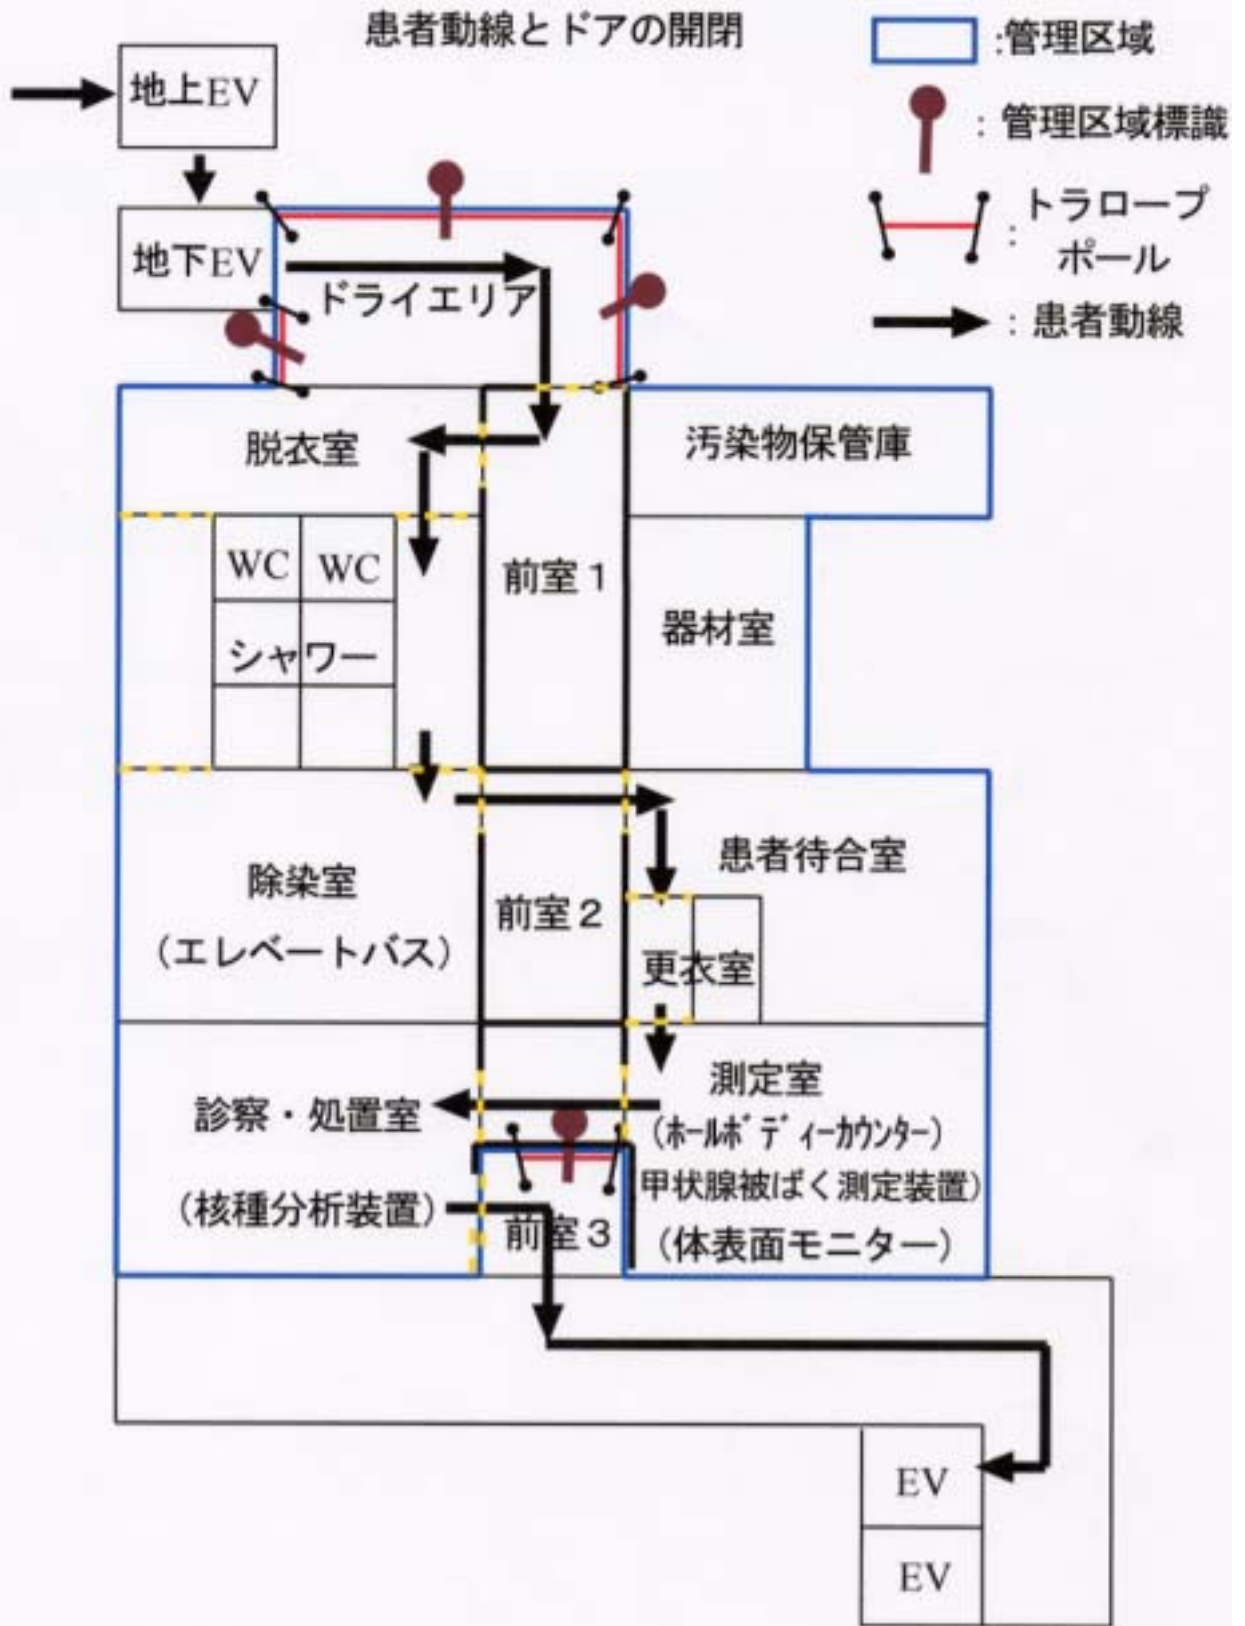 患者動線とドアの開閉
:管理区域
: 管理区域標識
: トラロープ
ポール
: 患者動線
地上EV
地下EV
ドライエリア
脱衣室
汚染物保管庫
WC
WC
前室1
シャワー
器材室
患者待合室
除染室
(エレベートバス)
前室2
更衣室
測定室
診察・処置室
(ホールボディーカウンター)
甲状腺被ばく測定装置)
(核種分析装置)
前室3
(体表面モニター)
EV
EV